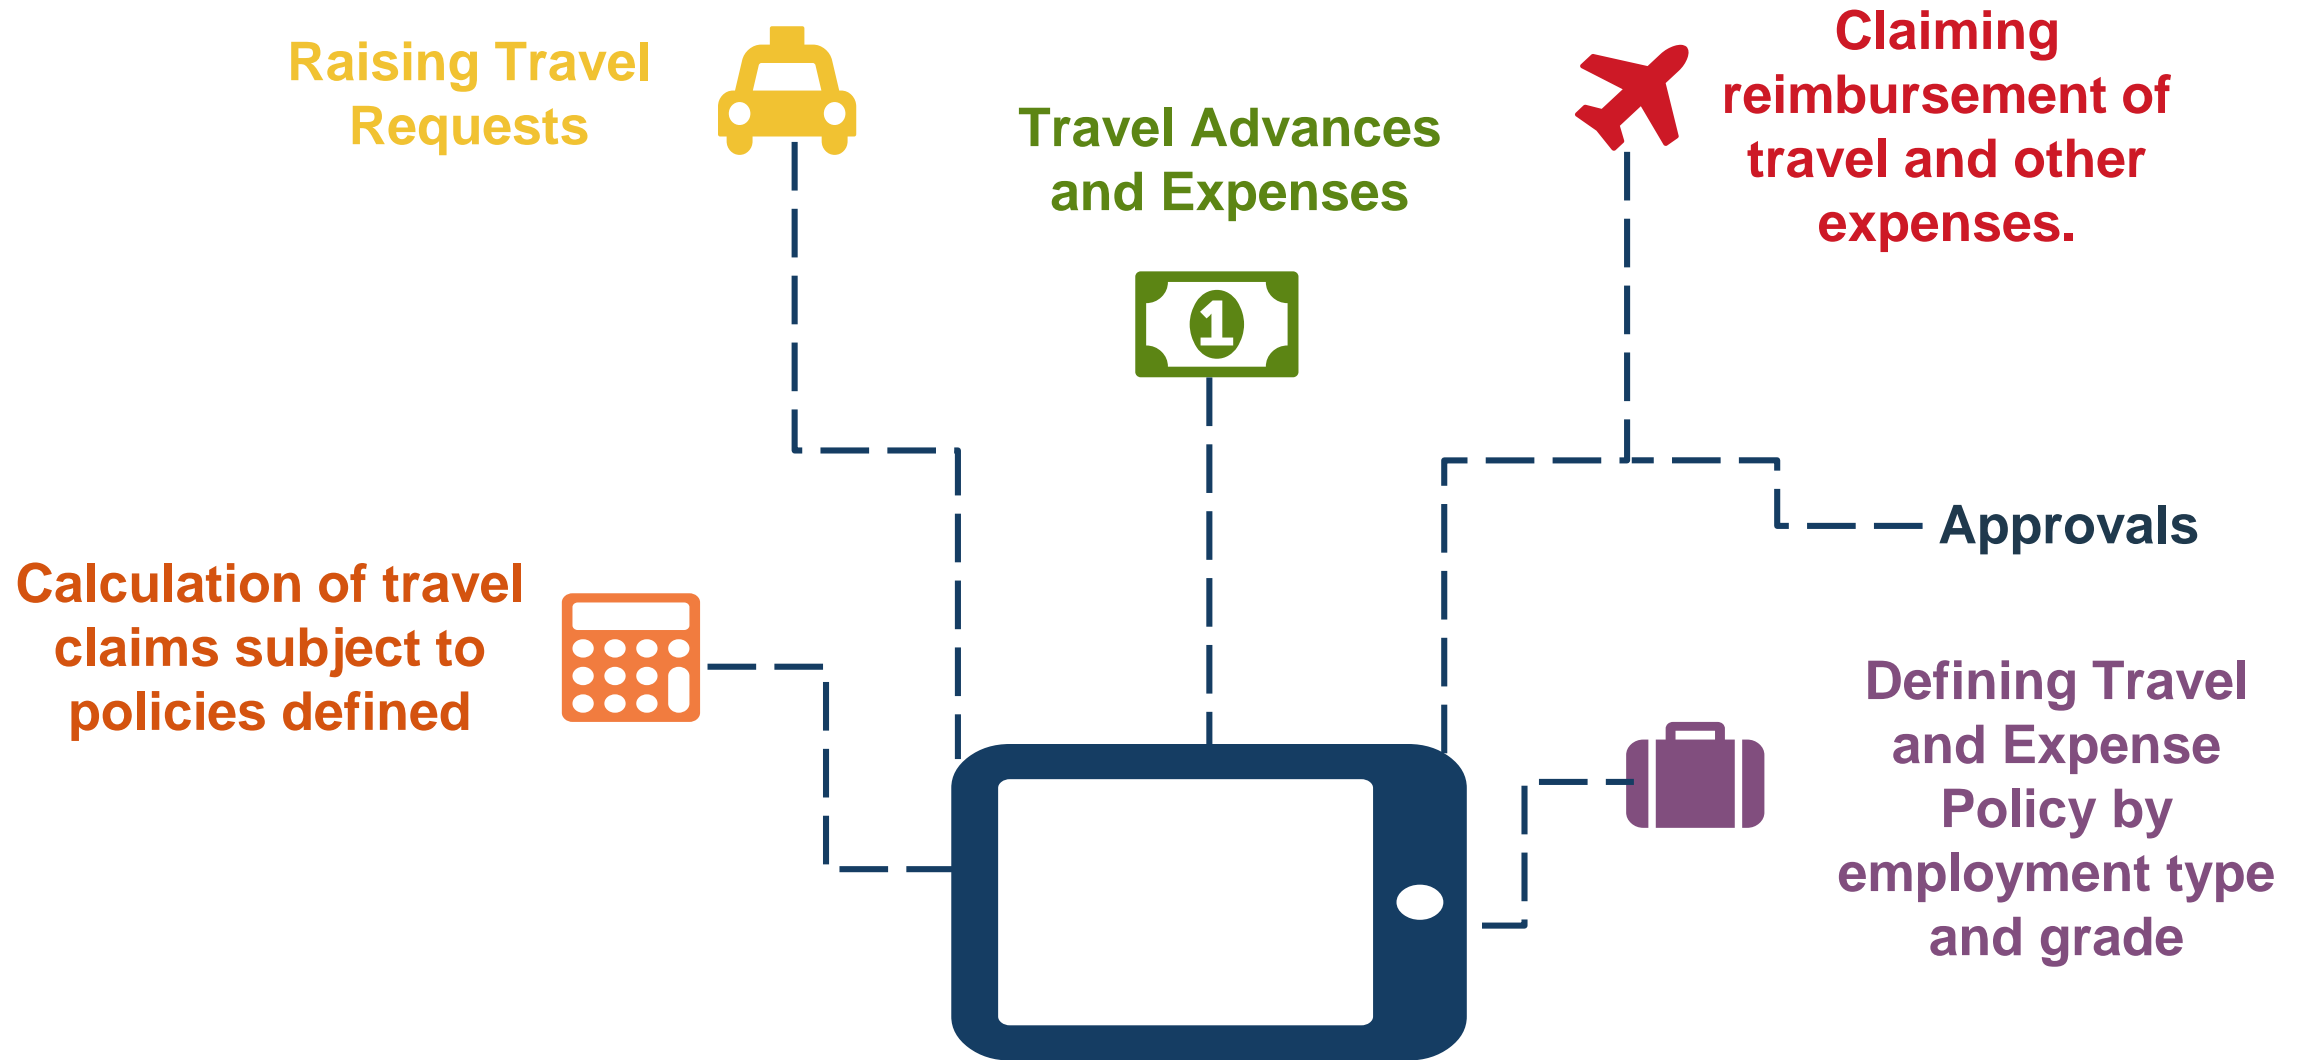 Raising Travel
Requests
Travel Advances
and Expenses
1
Claiming
reimbursement of
travel and other
expenses.
Approvals
Calculation of travel
claims subject to
policies defined
Defining Travel
and Expense
Policy by
employment type
and grade